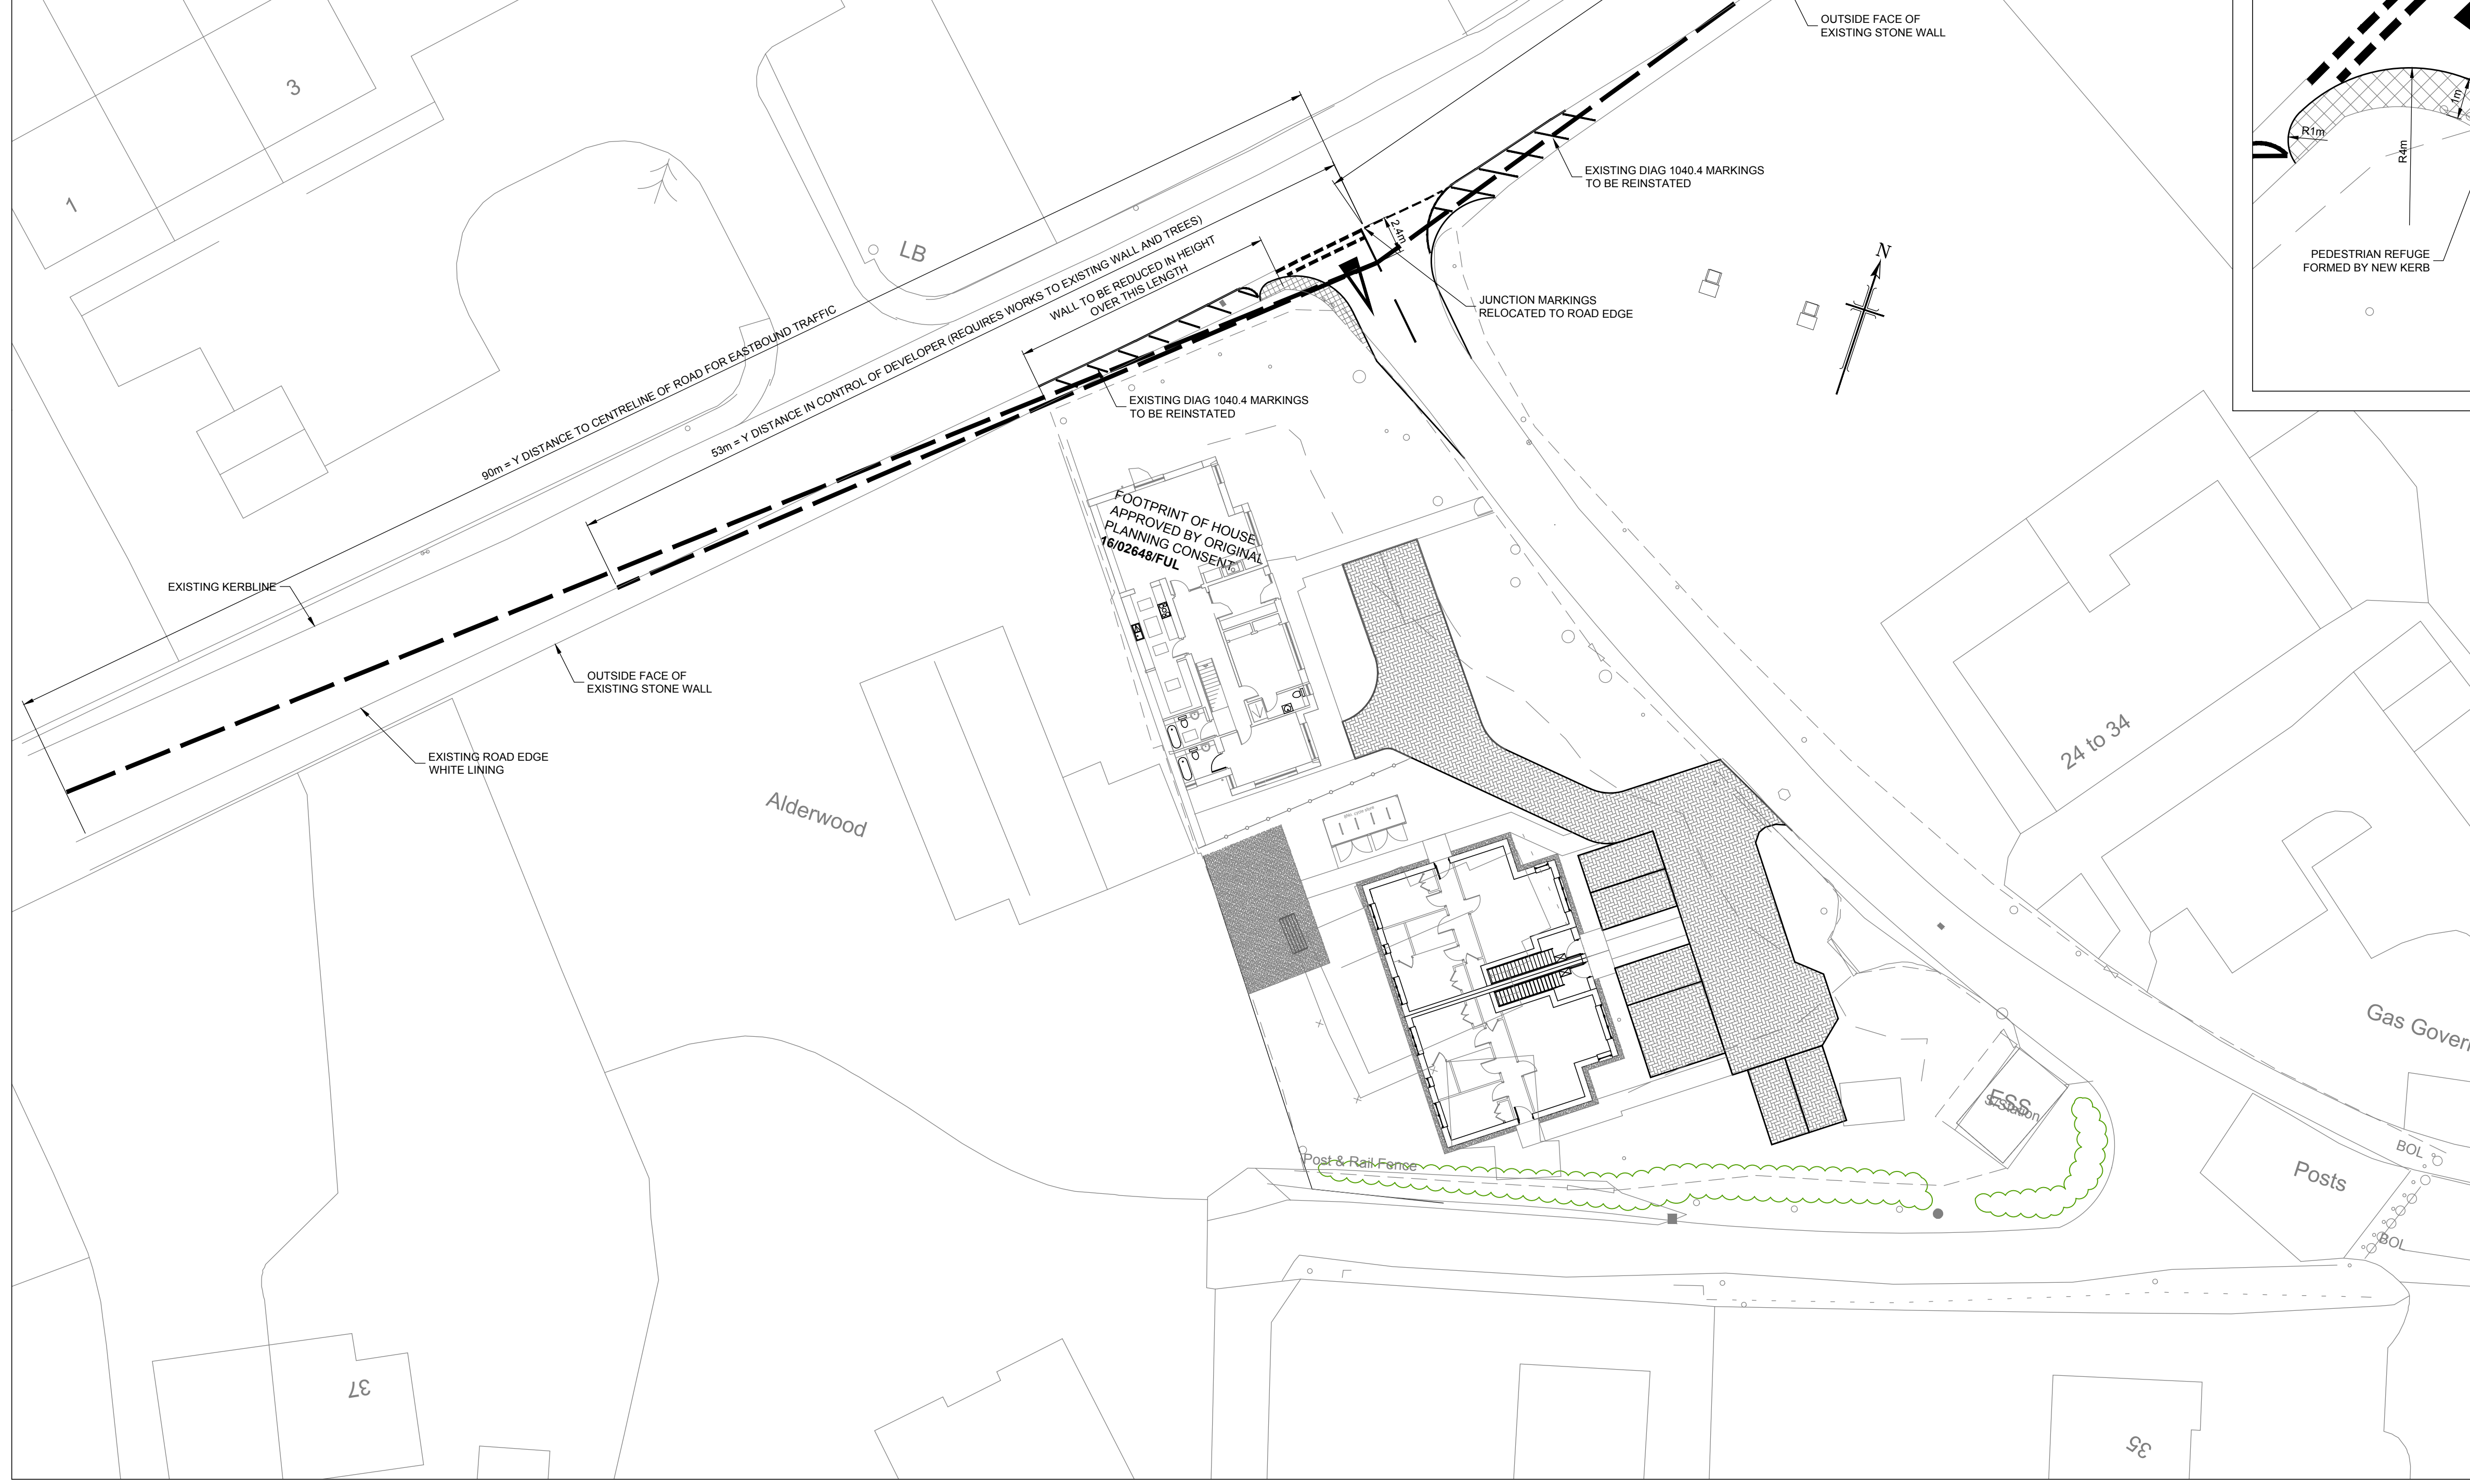 OUTSIDE FACE OF
EXISTING STONE WALL
3
1
LB
EXISTING DIAG 1040.4 MARKINGS
TO BE REINSTATED
2.4m
N
R1m
1m
R4m
PEDESTRIAN REFUGE
FORMED BY NEW KERB
JUNCTION MARKINGS
RELOCATED TO ROAD EDGE
WALL TO BE REDUCED IN HEIGHT
OVER THIS LENGTH
90m = Y DISTANCE TO CENTRELINE OF ROAD FOR EASTBOUND TRAFFIC
53m = Y DISTANCE IN CONTROL OF DEVELOPER (REQUIRES WORKS TO EXISTING WALL AND TREES)
EXISTING DIAG 1040.4 MARKINGS
TO BE REINSTATED
FOOTPRINT OF HOUSE
APPROVED BY ORIGINAL
PLANNING CONSENT
16/02648/FUL
EXISTING KERBLINE
OUTSIDE FACE OF
EXISTING STONE WALL
EXISTING ROAD EDGE
WHITE LINING
Alderwood
24 to 34
Gas Govern
ESS
S/Station
Post & Rail Fence
BOL
Posts
BOL
37
35